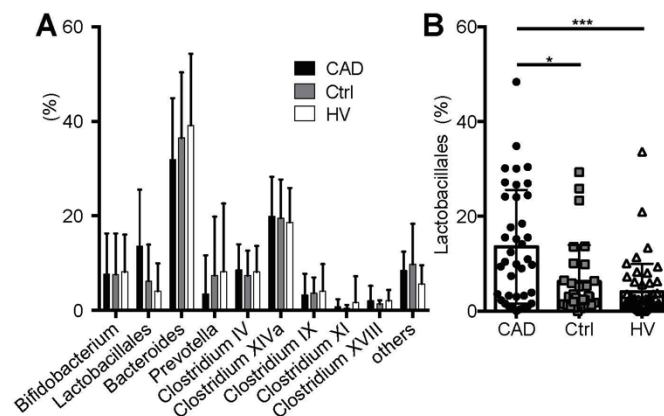 A
B
(%)
60
40
20
0
CAD
Ctrl
HV
Bifidobacterium
Lactobacillales
Bacteroides
Prevotella
Clostridium IV
Clostridium XIVa
Clostridium IX
Clostridium XI
Clostridium XVIII
others
Lactobacillales (%)
60
40
20
0
***
*
CAD
Ctrl
HV